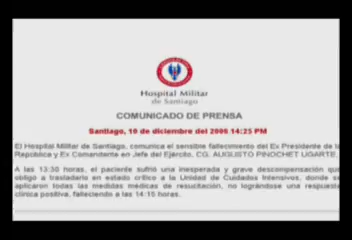 Hospital Militar
de Santiago
COMUNICADO DE PRENSA
Santiago, 10 de diciembre del 2006 14:25 PM
El Hospital Militar de Santiago, comunica el sensible fallecimiento del Ex Presidente de la
República y Ex Comandante en Jefe del Ejército, CG. AUGUSTO PINOCHET UGARTE.
A las 13:30 horas, el paciente sufrió una inesperada y grave descompensación que
obligo a trasladarlo en estado crítico a la Unidad de Cuidados Intensivos, donde se
aplicaron todas las medidas médicas de resucitación, no lográndose una respuesta
clínica positiva, falleciendo a las 14:15 horas.